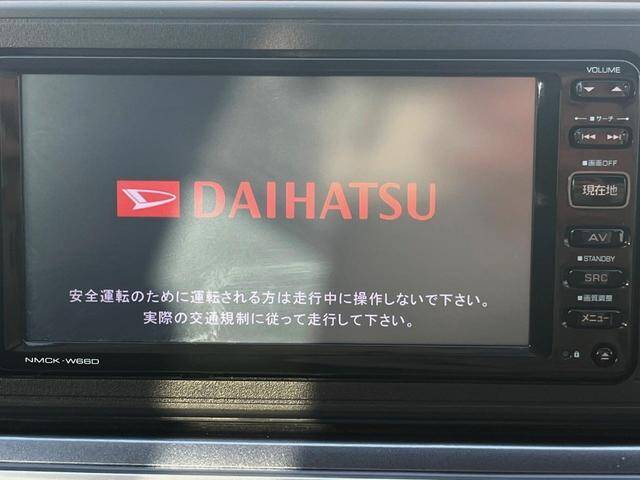 VOLUME
■サーチ
■画面OFF
現在地
DAIHATSU
AV
■STANDBY
SRC
安全運転のために運転される方は走行中に操作しないで下さい。
実際の交通規制に従って走行して下さい。
■画質調整
メニュー
NMCK-W66D